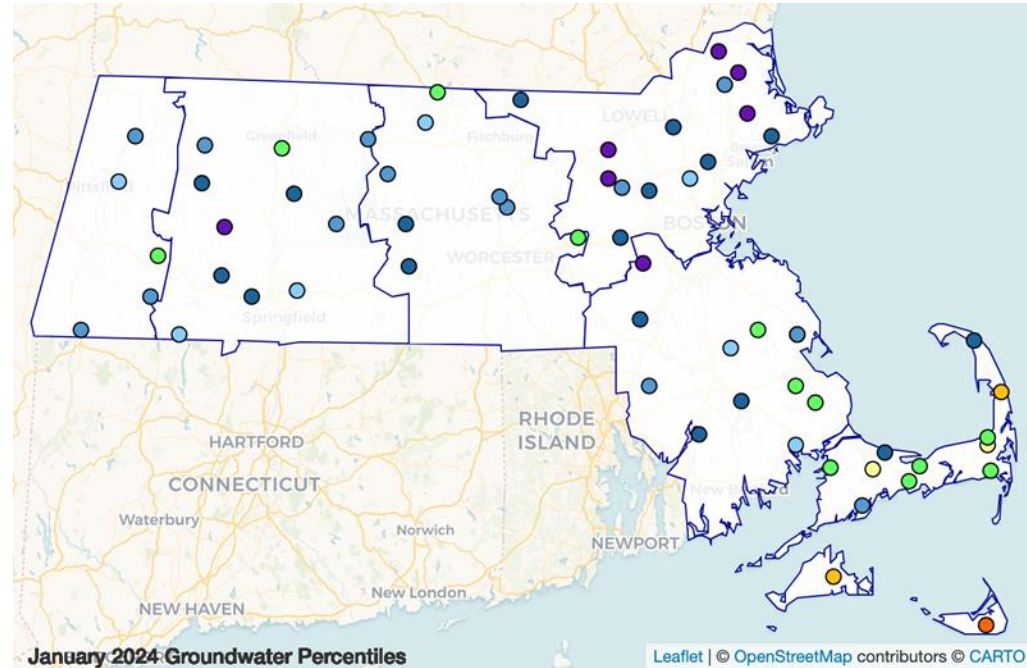 LOWELL
Greenfield
Fitchburg
Pittsfield
MASSACHUSETTS
BOSTON
WORCESTER
Springfield
RHODE
ISLAND
HARTFORD
CONNECTICUT
New Bedford
Waterbury
Norwich
NEWPORT
New London
NEW HAVEN
January 2024 Groundwater Percentiles
Leaflet | © OpenStreetMap contributors © CARTO